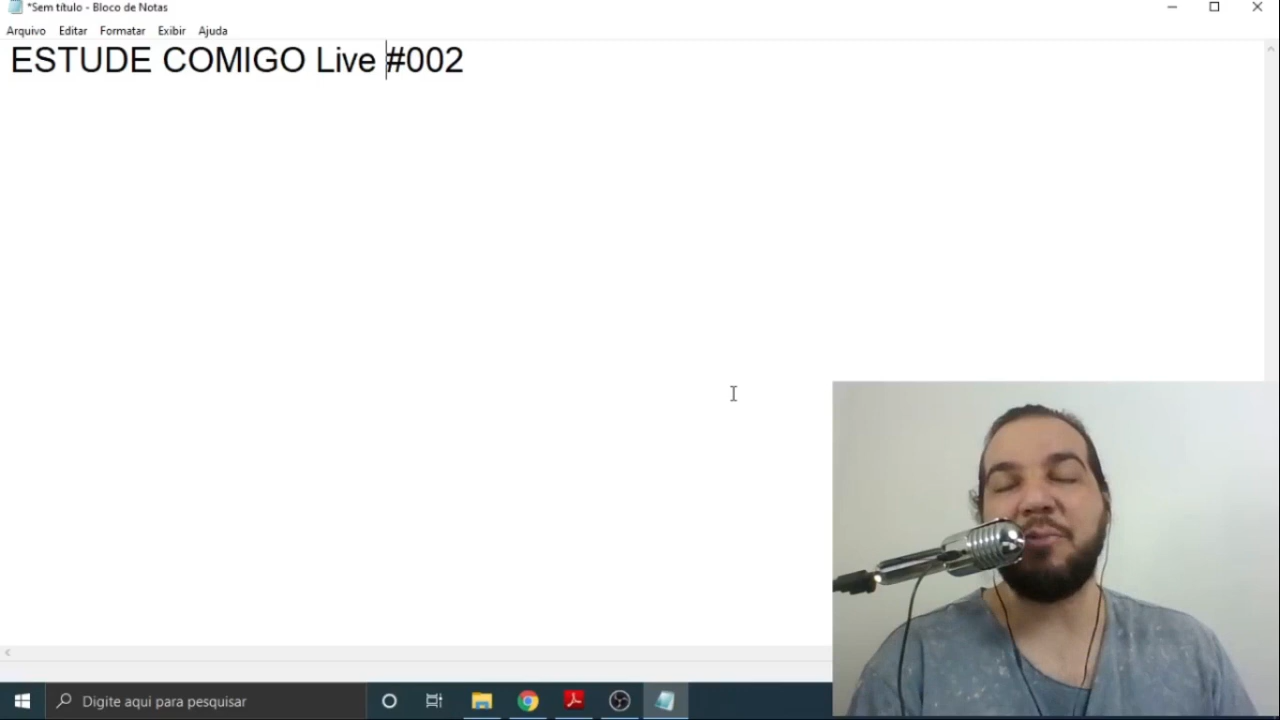 *Sem título - Bloco de Notas
Arquivo Editar Formatar Exibir Ajuda
ESTUDE COMIGO Live #002
Digite aqui para pesquisar